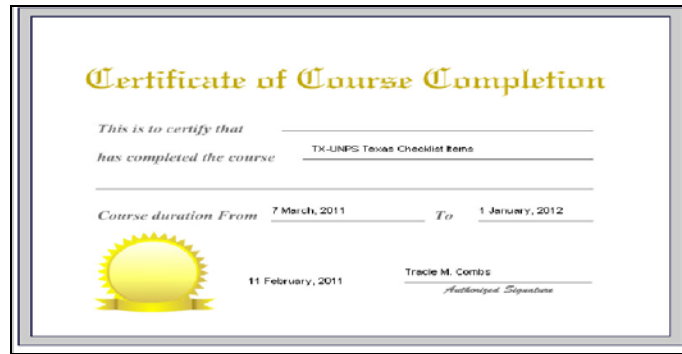 Certificate of Course Completion
This is to certify that
has completed the course TX-UNPS Texas Checklist Items
Course duration From 7 March, 2011 To 1 January, 2012
11 February, 2011 Tracie M. Combs
Authorized Signature